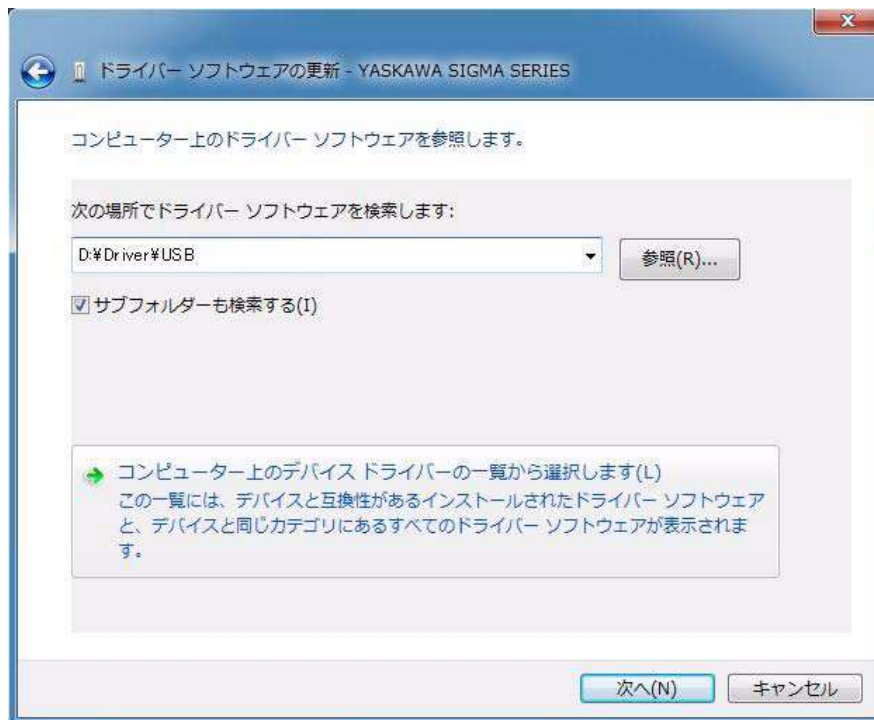 ドライバー ソフトウェアの更新 - YASKAWA SIGMA SERIES
コンピューター上のドライバー ソフトウェアを参照します。
次の場所でドライバー ソフトウェアを検索します:
D:¥Driver¥USB
参照(R)...
サブフォルダーも検索する(I)
コンピューター上のデバイス ドライバーの一覧から選択します(L)
この一覧には、デバイスと互換性があるインストールされたドライバー ソフトウェア
と、デバイスと同じカテゴリにあるすべてのドライバー ソフトウェアが表示されま
す。
次へ(N)
キャンセル